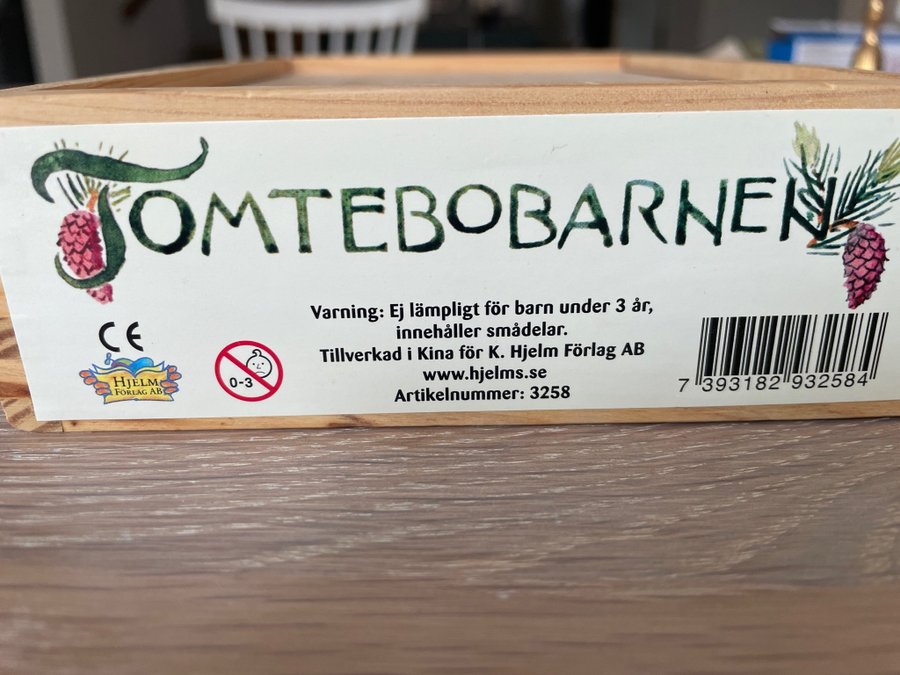 TOMTEBOBARNEN
Varning: Ej lämpligt för barn under 3 år,
innehåller smådelar.
Tillverkad i Kina för K. Hjelm Förlag AB
www.hjelms.se
Artikelnummer: 3258
CE
HJELM
FÖRLAG AB
0-3
7 393182 932584